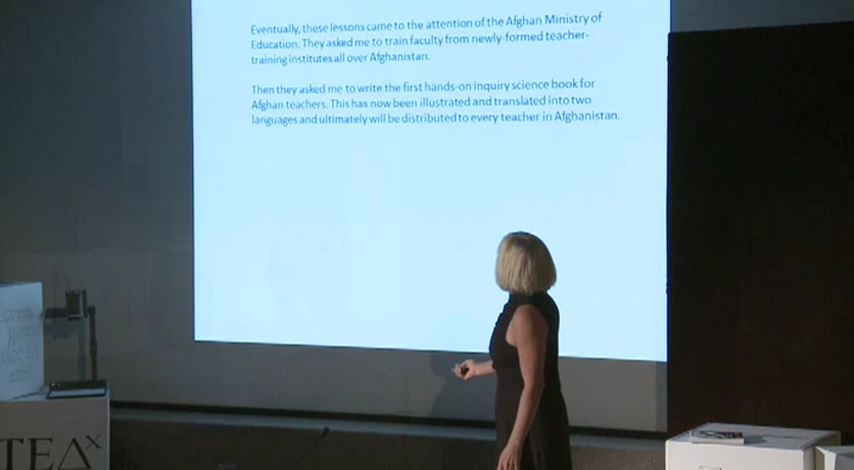 Eventually, these lessons came to the attention of the Afghan Ministry of
Education. They asked me to train faculty from newly-formed teacher-
training institutes all over Afghanistan.
Then they asked me to write the first hands-on inquiry science book for
Afghan teachers. This has now been illustrated and translated into two
languages and ultimately will be distributed to every teacher in Afghanistan.
TEDx